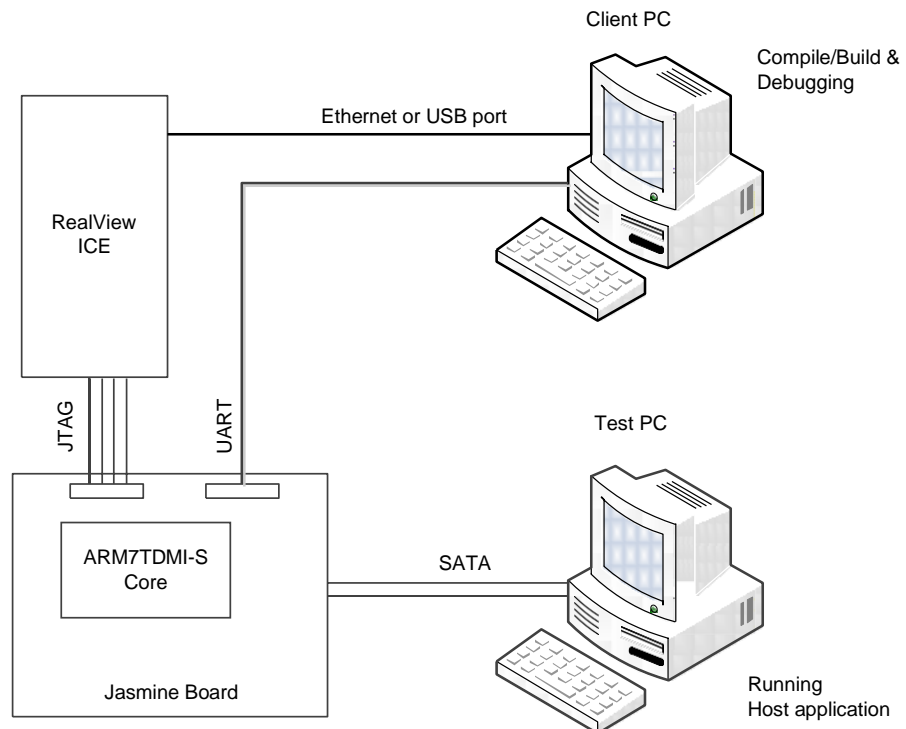 Client PC
Compile/Build &
Debugging
Ethernet or USB port
RealView
ICE
JTAG
UART
Test PC
ARM7TDMI-S
Core
SATA
Jasmine Board
Running
Host application